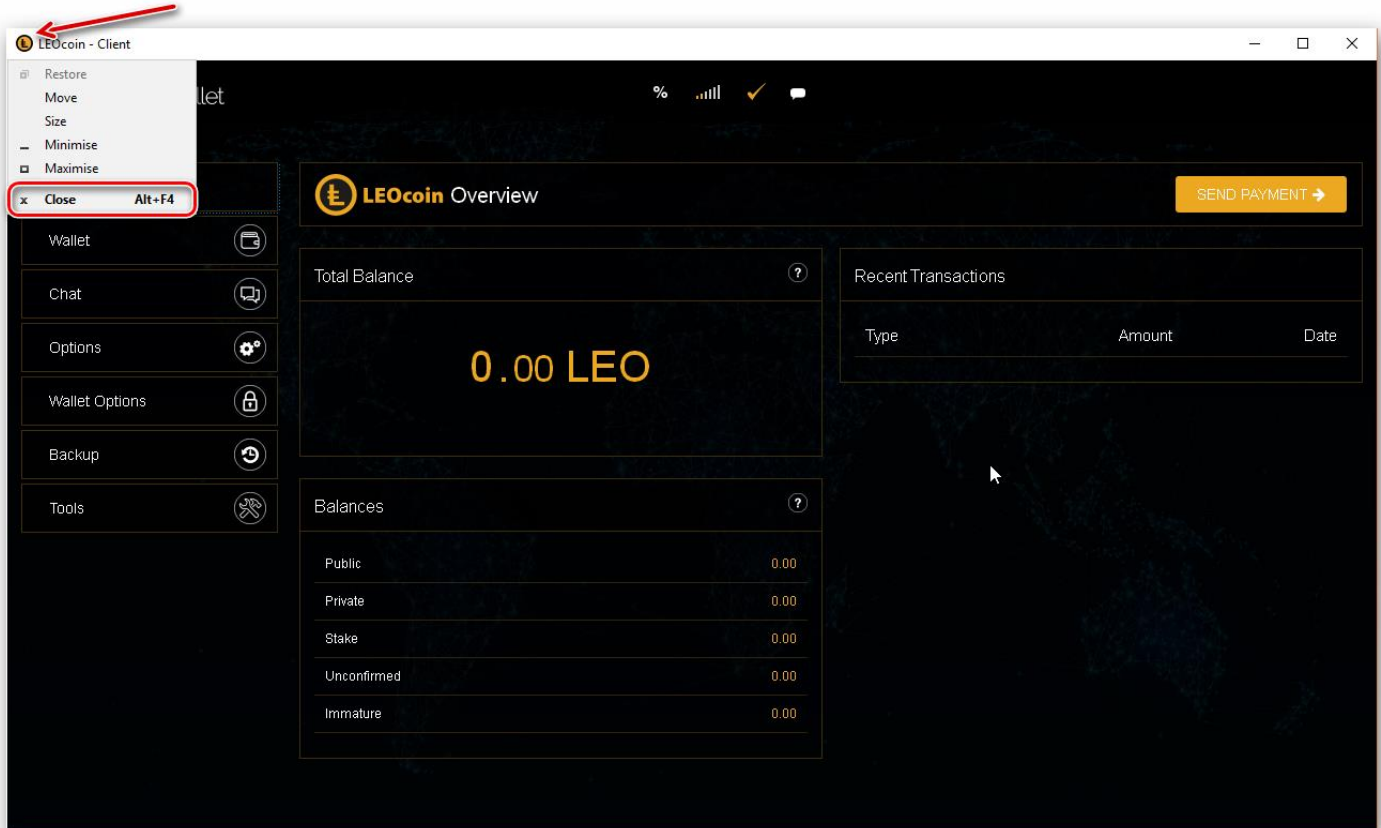 LEOcoin - Client
Restore
Move
Size
Minimise
Maximise
x Close Alt+F4
%
LEOcoin Overview
SEND PAYMENT →
Wallet
Chat
Options
Wallet Options
Backup
Tools
Total Balance ?
0.00 LEO
Balances ?
Public 0.00
Private 0.00
Stake 0.00
Unconfirmed 0.00
Immature 0.00
Recent Transactions
Type Amount Date